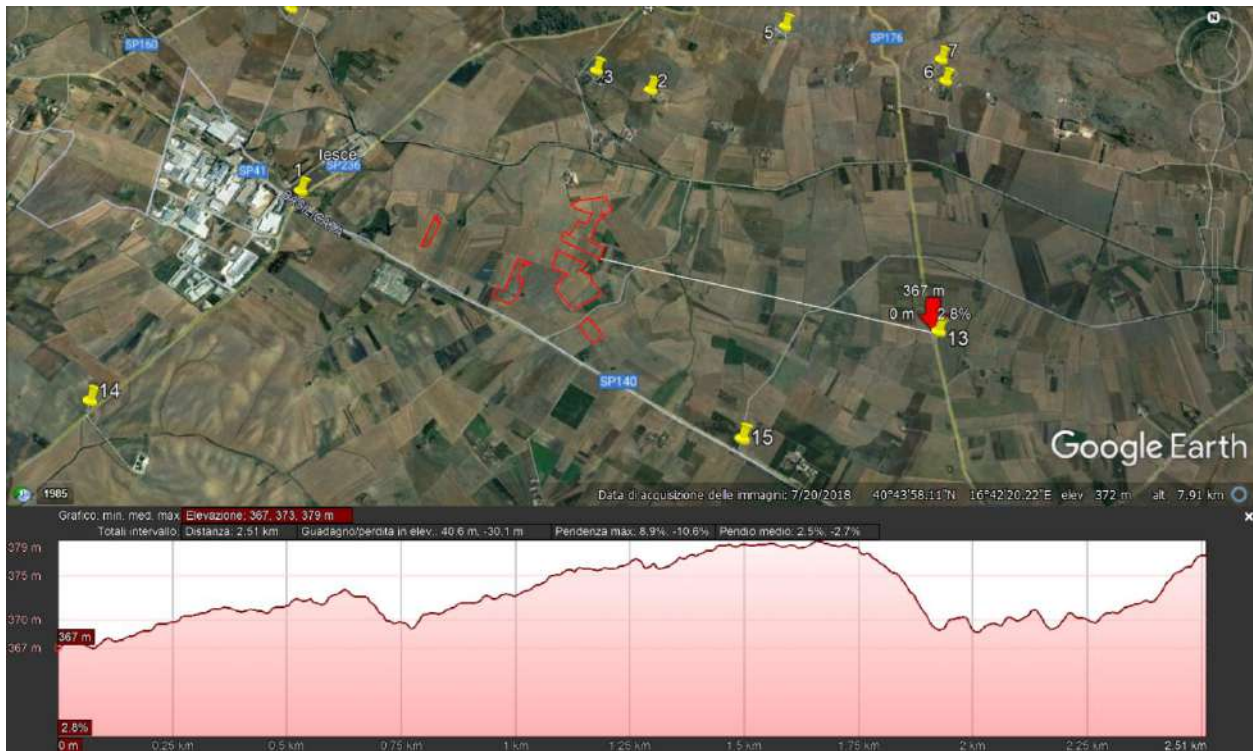 N
SP160
5
SP176
7
3
2
6
Iesce
SP236
SP41
1
367 m
0 m 2.8%
13
SP140
14
15
Google Earth
1985
Data di acquisizione delle immagini: 7/20/2018 40°43'58.11"N 16°42'20.22"E elev 372 m alt 7.91 km
Grafico: min, med, max Elevazione: 367, 373, 379 m
Totali intervallo: Distanza: 2.51 km Guadagno/perdita in elev.: 40.6 m, -30.1 m Pendenza max: 8.9%, -10.6% Pendio medio: 2.5%, -2.7%
379 m
375 m
370 m
367 m
367 m
2.8%
0 m 0.25 km 0.5 km 0.75 km 1 km 1.25 km 1.5 km 1.75 km 2 km 2.25 km 2.51 km